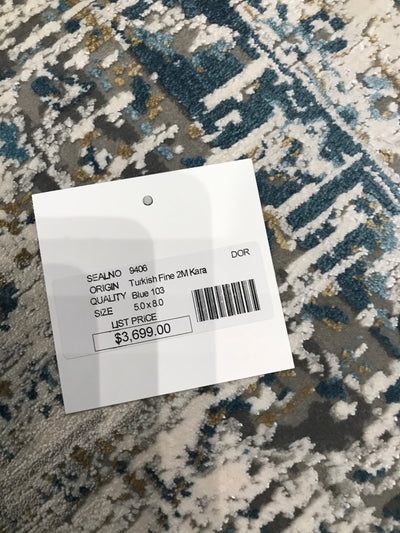 DOR
SEALNO 9406
ORIGIN Turkish Fine 2M Kara
QUALITY Blue 103
SIZE 5.0 x 8.0
LIST PRICE
$3,699.00